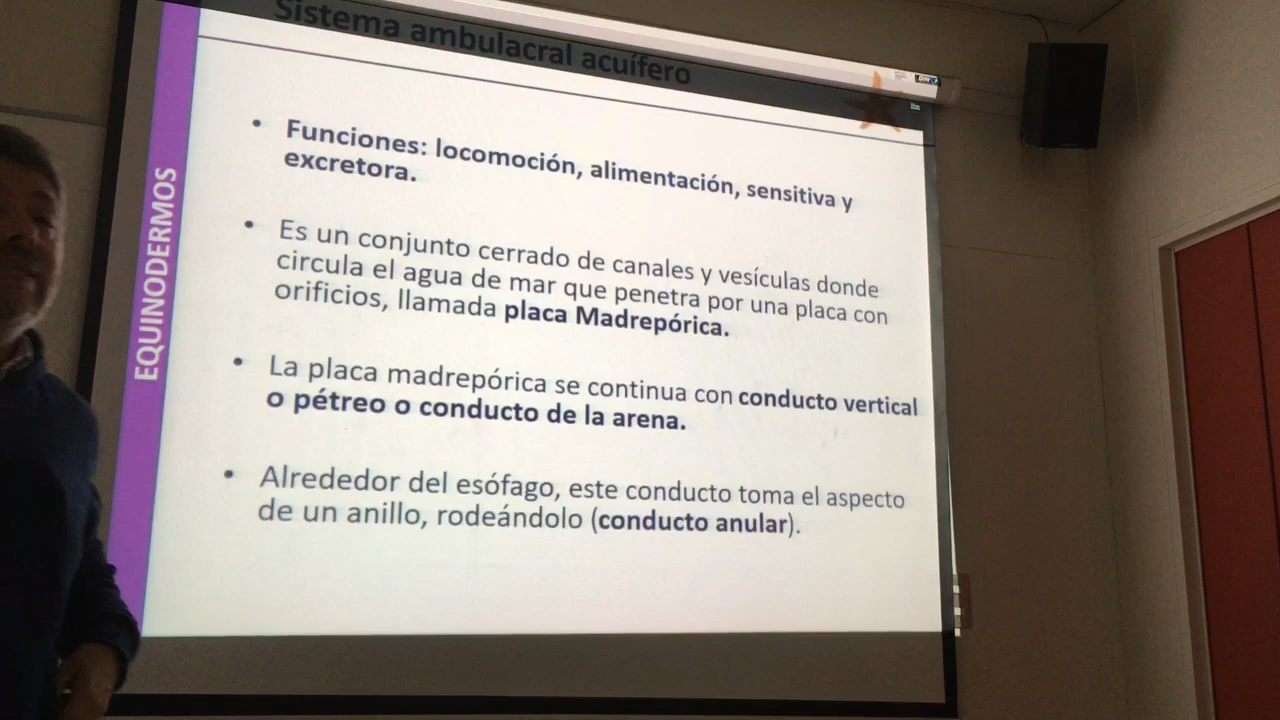 Sistema ambulacral acuífero
EQUINODERMOS
• Funciones: locomoción, alimentación, sensitiva y
excretora.
• Es un conjunto cerrado de canales y vesículas donde
circula el agua de mar que penetra por una placa con
orificios, llamada placa Madrepórica.
• La placa madrepórica se continua con conducto vertical
o pétreo o conducto de la arena.
• Alrededor del esófago, este conducto toma el aspecto
de un anillo, rodeándolo (conducto anular).